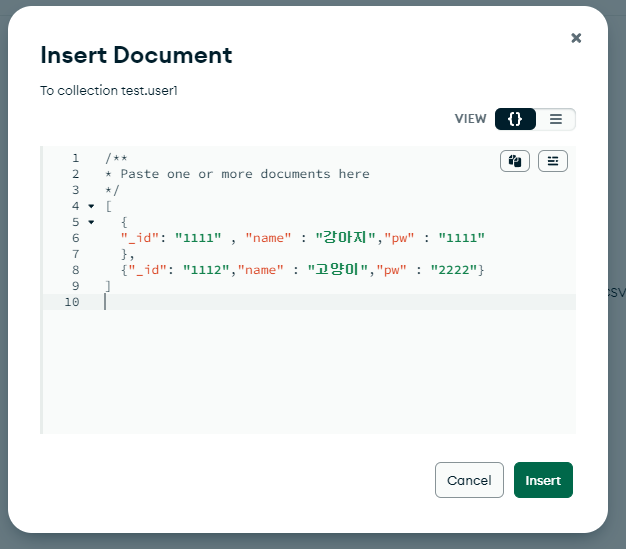 Insert Document
To collection test.user1
VIEW {}
1 /**
2 * Paste one or more documents here
3 */
4 [
5 {
6 "_id": "1111" , "name" : "강아지","pw" : "1111"
7 },
8 {"_id": "1112","name" : "고양이","pw" : "2222"}
9 ]
10
CSV
Cancel Insert